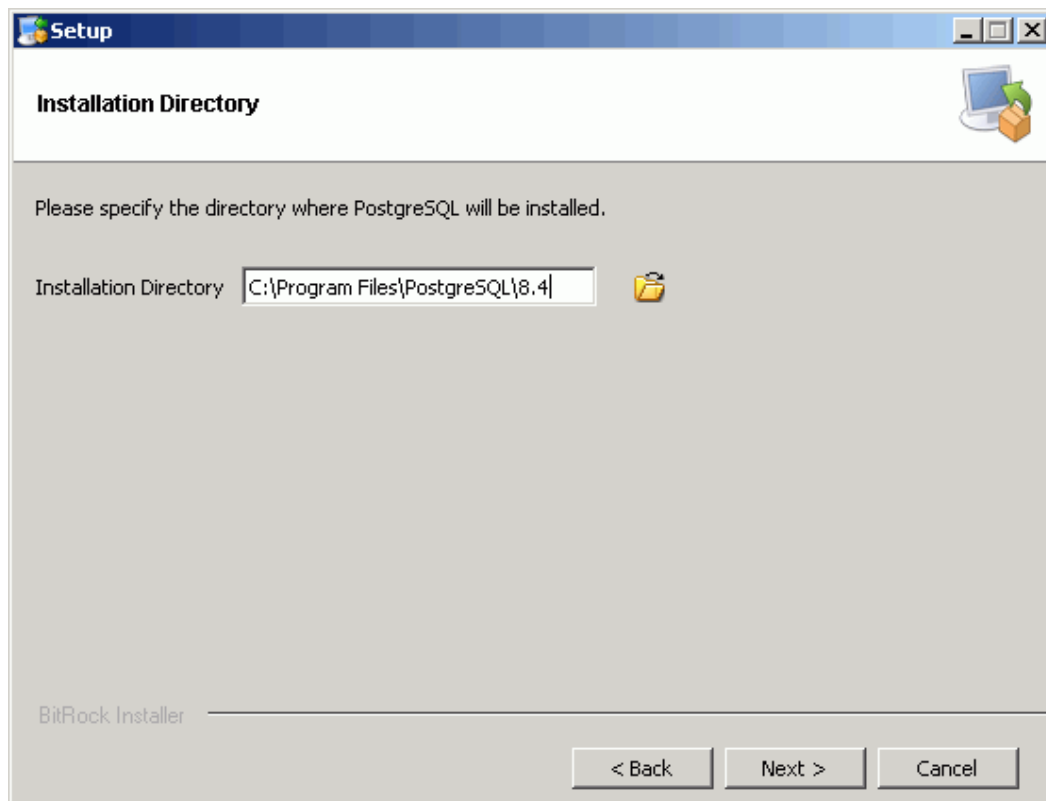 Setup
Installation Directory
Please specify the directory where PostgreSQL will be installed.
Installation Directory C:\Program Files\PostgreSQL\8.4
BitRock Installer
< Back Next > Cancel